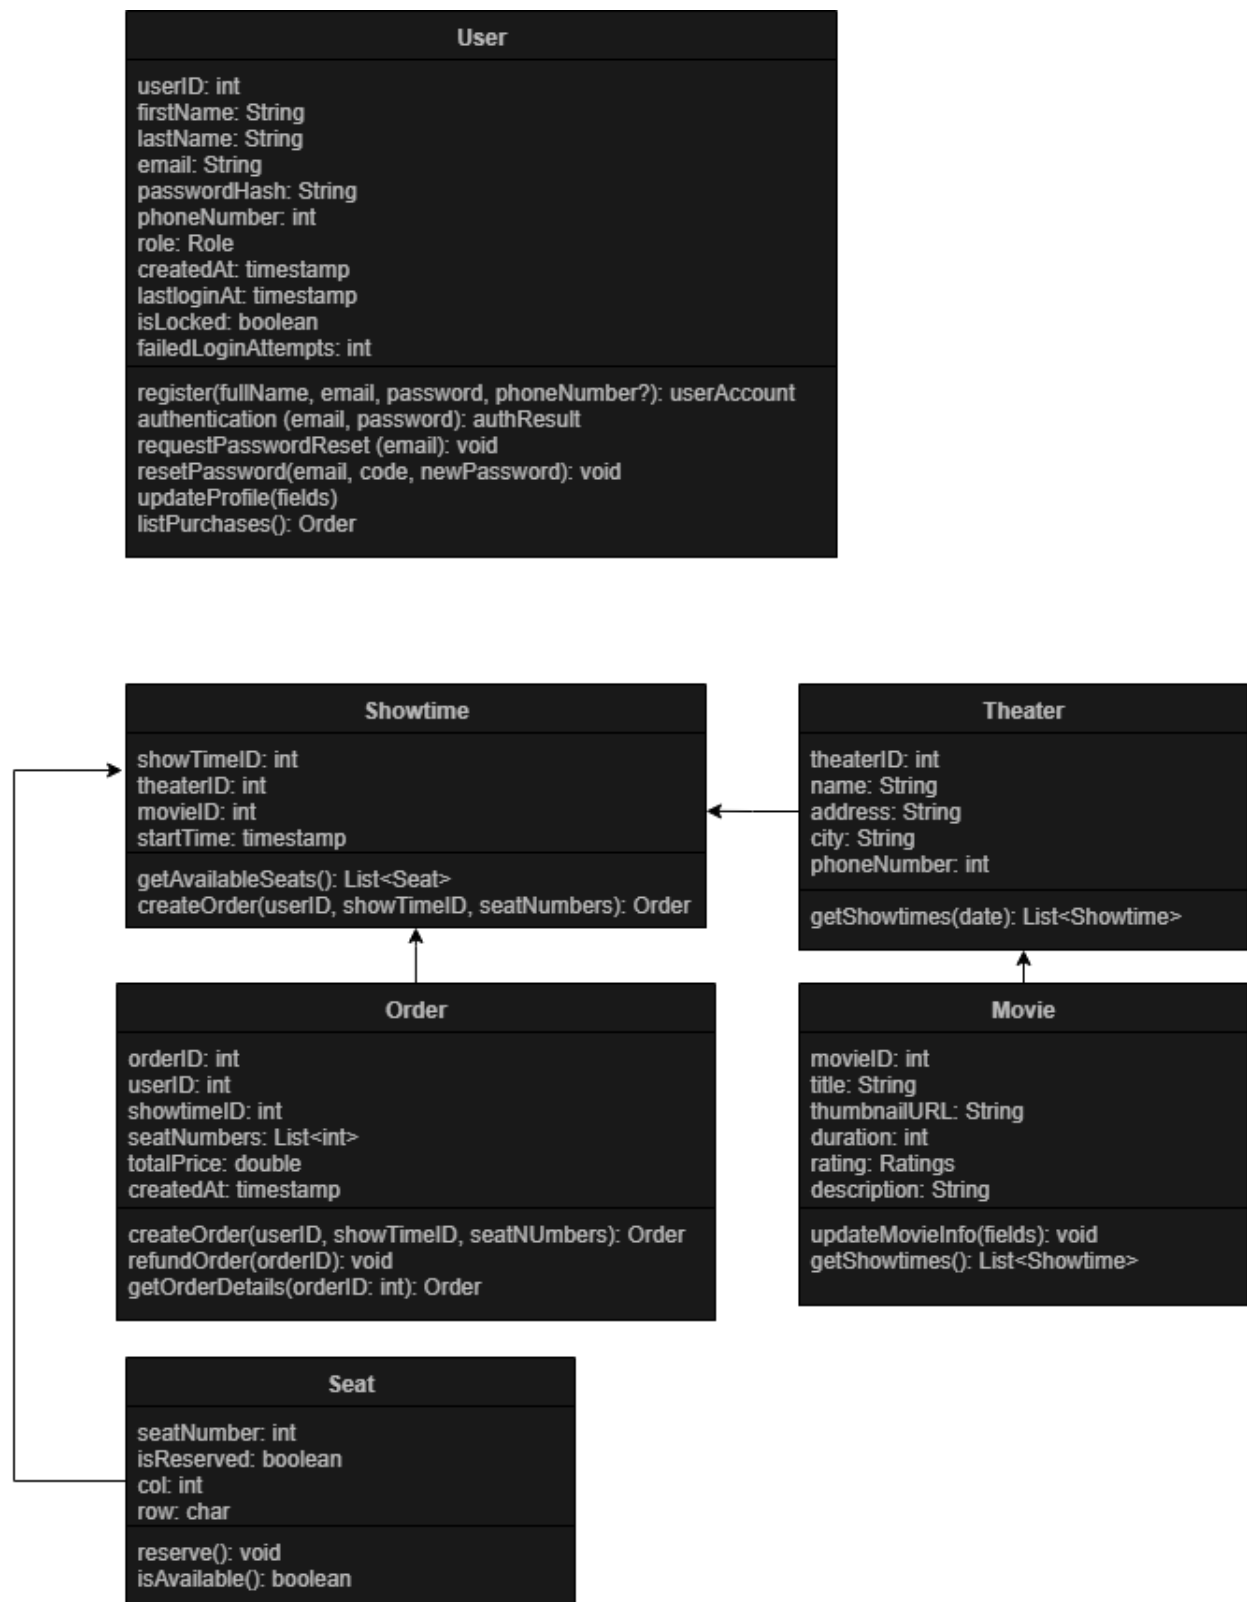 User
userID: int
firstName: String
lastName: String
email: String
passwordHash: String
phoneNumber: int
role: Role
createdAt: timestamp
lastloginAt: timestamp
isLocked: boolean
failedLoginAttempts: int
register(fullName, email, password, phoneNumber?): userAccount
authentication (email, password): authResult
requestPasswordReset (email): void
resetPassword(email, code, newPassword): void
updateProfile(fields)
listPurchases(): Order
Showtime
showTimeID: int
theaterID: int
movieID: int
startTime: timestamp
getAvailableSeats(): List<Seat>
createOrder(userID, showTimeID, seatNumbers): Order
Theater
theaterID: int
name: String
address: String
city: String
phoneNumber: int
getShowtimes(date): List<Showtime>
Order
orderID: int
userID: int
showtimeID: int
seatNumbers: List<int>
totalPrice: double
createdAt: timestamp
createOrder(userID, showTimeID, seatNUmbers): Order
refundOrder(orderID): void
getOrderDetails(orderID: int): Order
Movie
movieID: int
title: String
thumbnailURL: String
duration: int
rating: Ratings
description: String
updateMovieInfo(fields): void
getShowtimes(): List<Showtime>
Seat
seatNumber: int
isReserved: boolean
col: int
row: char
reserve(): void
isAvailable(): boolean